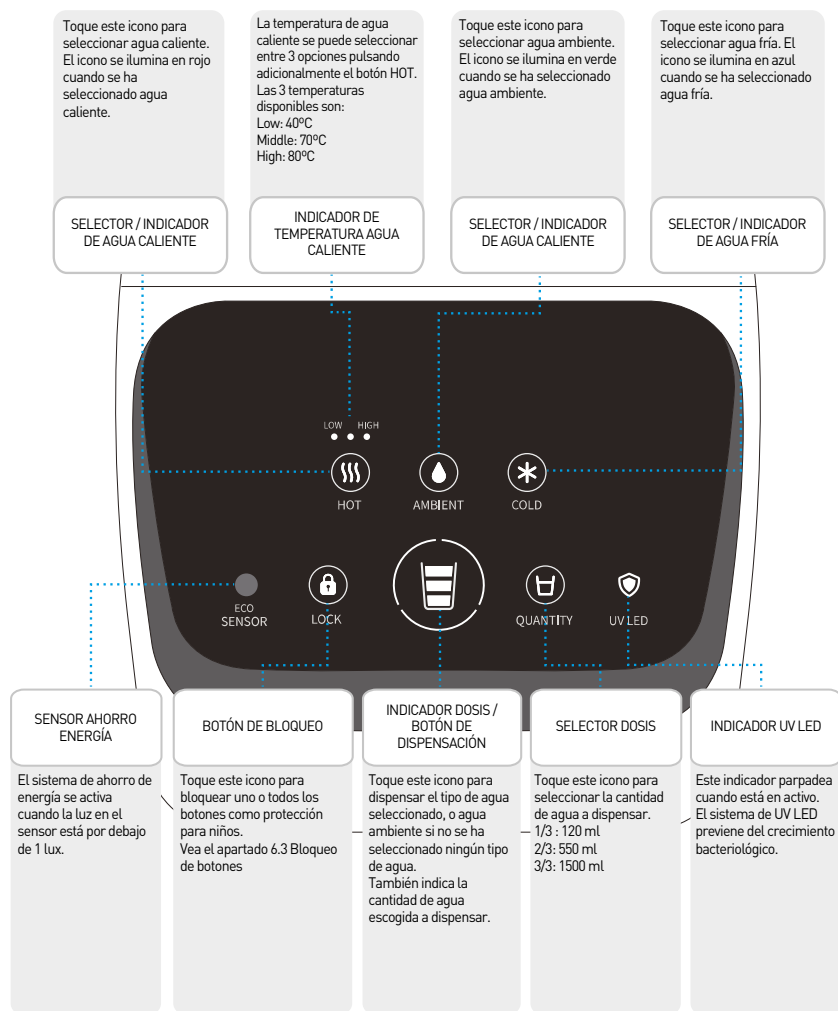 Toque este icono para
seleccionar agua caliente.
El icono se ilumina en rojo
cuando se ha
seleccionado agua
caliente.
SELECTOR / INDICADOR
DE AGUA CALIENTE
La temperatura de agua
caliente se puede seleccionar
entre 3 opciones pulsando
adicionalmente el botón HOT.
Las 3 temperaturas
disponibles son:
Low: 40ºC
Middle: 70ºC
High: 80ºC
INDICADOR DE
TEMPERATURA AGUA
CALIENTE
Toque este icono para
seleccionar agua ambiente.
El icono se ilumina en verde
cuando se ha seleccionado
agua ambiente.
SELECTOR / INDICADOR
DE AGUA CALIENTE
Toque este icono para
seleccionar agua fría. El
icono se ilumina en azul
cuando se ha seleccionado
agua fría.
SELECTOR / INDICADOR
DE AGUA FRÍA
LOW HIGH
HOT
AMBIENT
COLD
ECO
SENSOR
LOCK
QUANTITY
UV LED
SENSOR AHORRO
ENERGÍA
El sistema de ahorro de
energía se activa
cuando la luz en el
sensor está por debajo
de 1 lux.
BOTÓN DE BLOQUEO
Toque este icono para
bloquear uno o todos los
botones como protección
para niños.
Vea el apartado 6.3 Bloqueo
de botones
INDICADOR DOSIS /
BOTÓN DE
DISPENSACIÓN
Toque este icono para
dispensar el tipo de agua
seleccionado, o agua
ambiente si no se ha
seleccionado ningún tipo
de agua.
También indica la
cantidad de agua
escogida a dispensar.
SELECTOR DOSIS
Toque este icono para
seleccionar la cantidad
de agua a dispensar.
1/3 : 120 ml
2/3: 550 ml
3/3: 1500 ml
INDICADOR UV LED
Este indicador parpadea
cuando está en activo.
El sistema de UV LED
previene del crecimiento
bacteriológico.